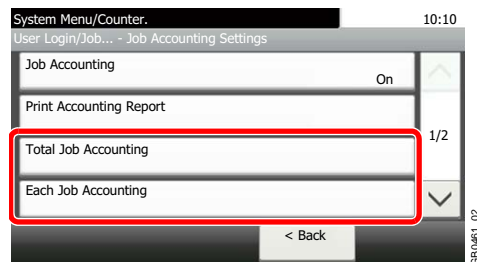 System Menu/Counter.
10:10
User Login/Job... - Job Accounting Settings
Job Accounting
On
Print Accounting Report
1/2
Total Job Accounting
Each Job Accounting
< Back
GB0461_02